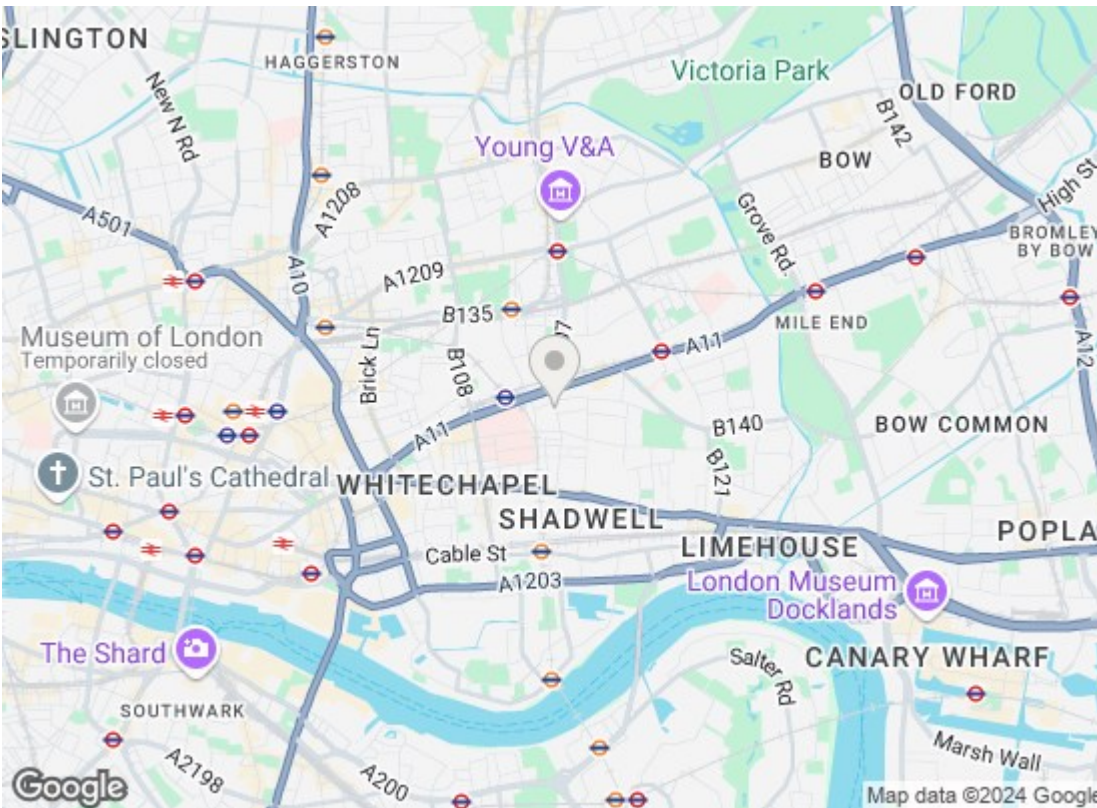 SLINGTON
HAGGERSTON
New N Rd
Victoria Park
OLD FORD
B142
Young V&A
BOW
High St
A1208
A501
Grove Rd.
BROMLEY
BY BOW
A10
A1209
Museum of London
Temporarily closed
B135
MILE END
A11
A12
Brick Ln
B108
A11
B140
BOW COMMON
St. Paul's Cathedral
WHITECHAPEL
B121
SHADWELL
POPLA
Cable St
LIMEHOUSE
A1203
London Museum
Docklands
The Shard
Salter Rd
CANARY WHARF
SOUTHWARK
Marsh Wall
A2198
A200
Google
Map data ©2024 Google